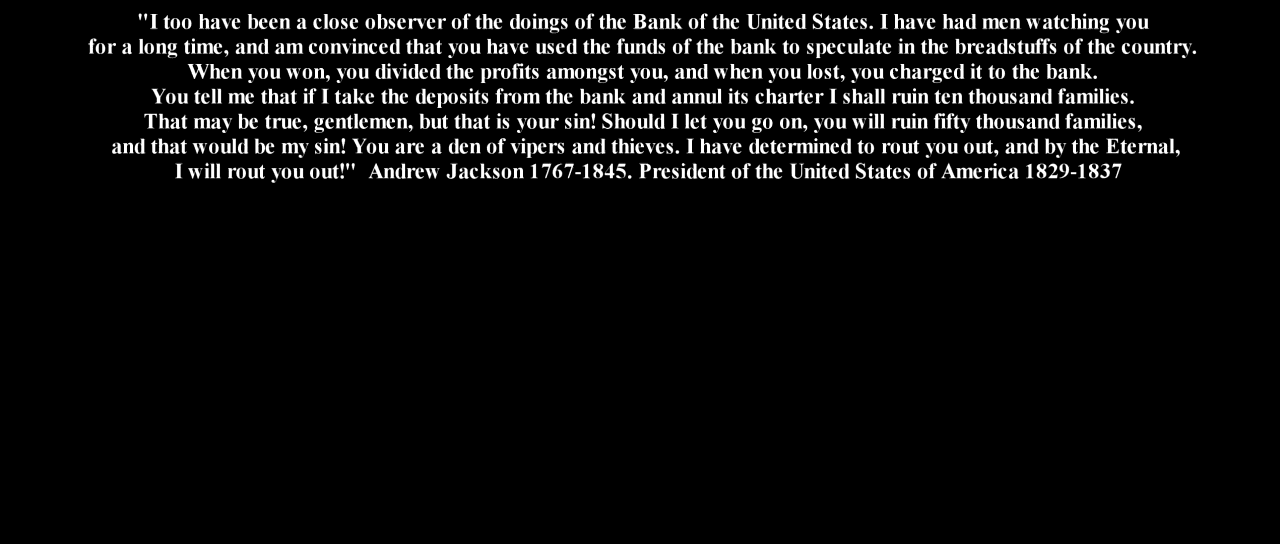 "I too have been a close observer of the doings of the Bank of the United States. I have had men watching you
for a long time, and am convinced that you have used the funds of the bank to speculate in the breadstuffs of the country.
When you won, you divided the profits amongst you, and when you lost, you charged it to the bank.
You tell me that if I take the deposits from the bank and annul its charter I shall ruin ten thousand families.
That may be true, gentlemen, but that is your sin! Should I let you go on, you will ruin fifty thousand families,
and that would be my sin! You are a den of vipers and thieves. I have determined to rout you out, and by the Eternal,
I will rout you out!"  Andrew Jackson 1767-1845. President of the United States of America 1829-1837